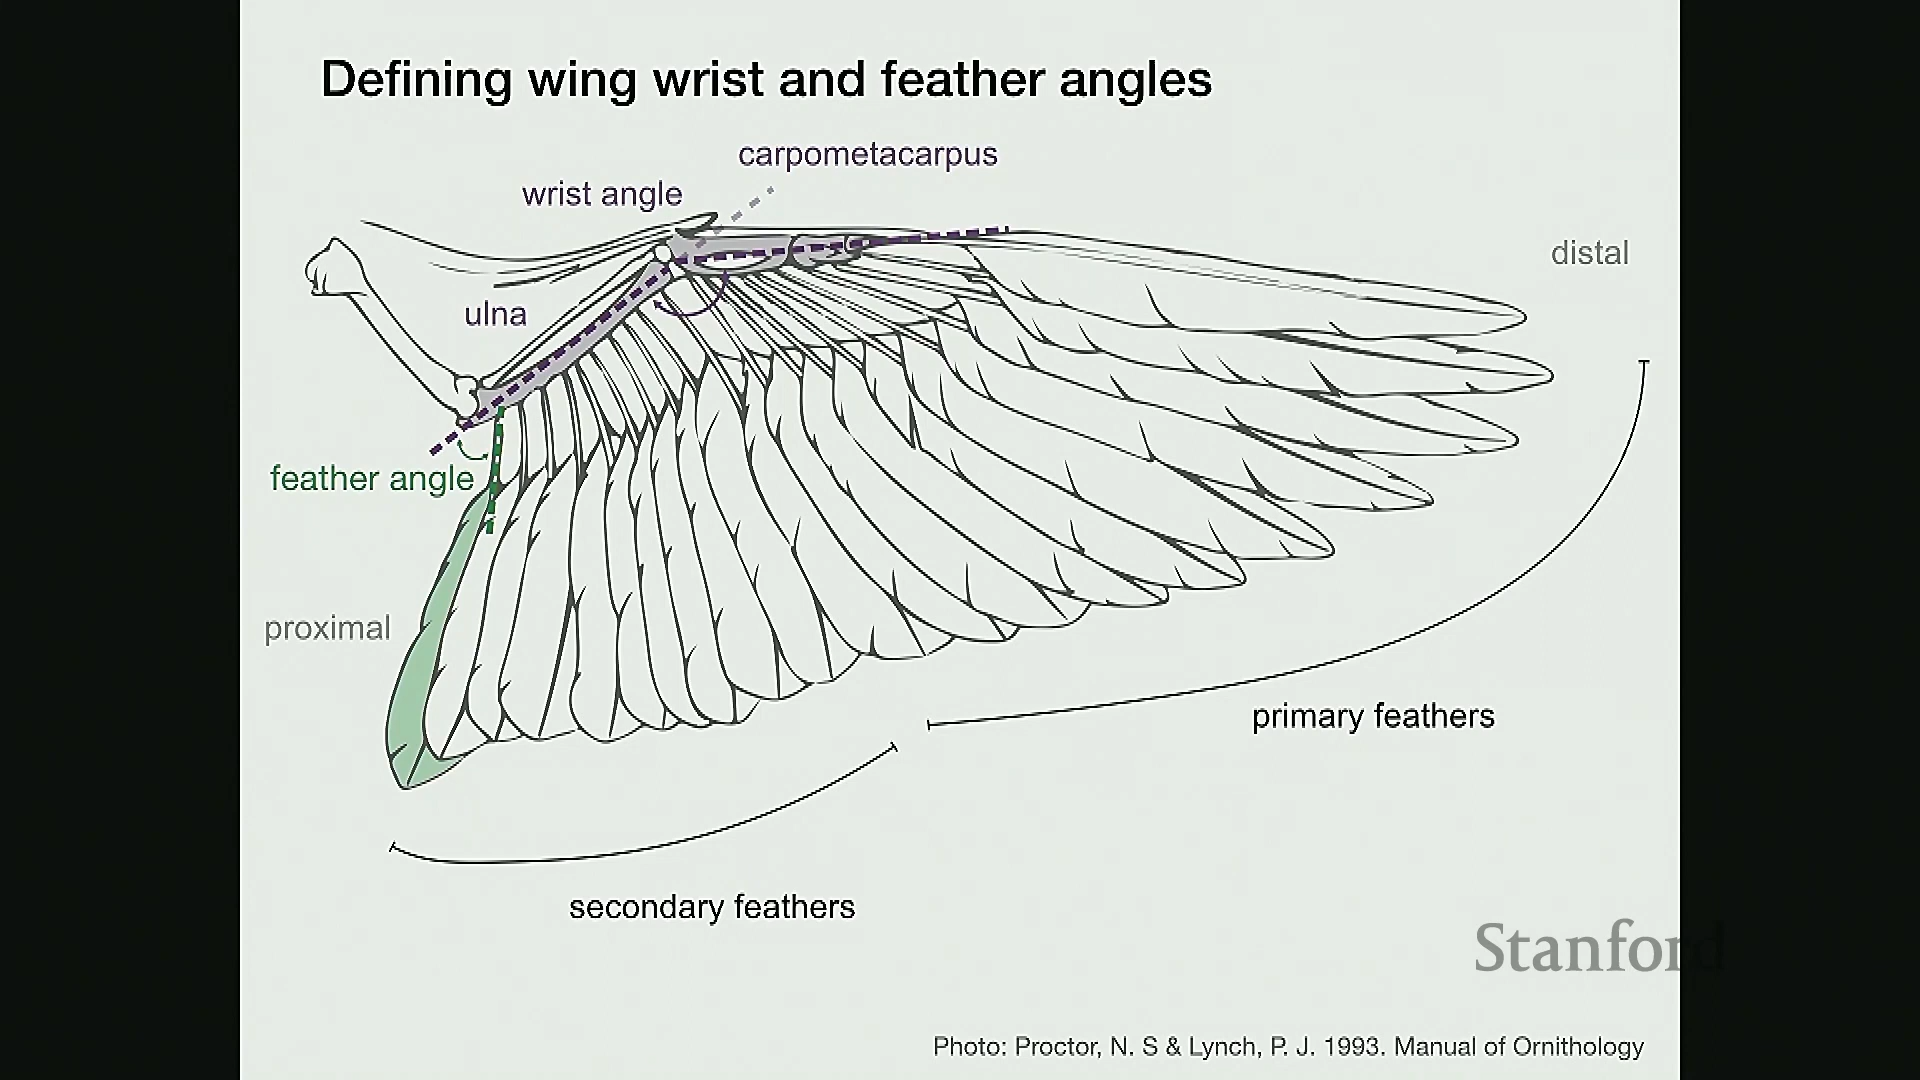 Defining wing wrist and feather angles
carpometacarpus
wrist angle
distal
ulna
feather angle
proximal
primary feathers
secondary feathers
Stanford
Photo: Proctor, N. S & Lynch, P. J. 1993. Manual of Ornithology